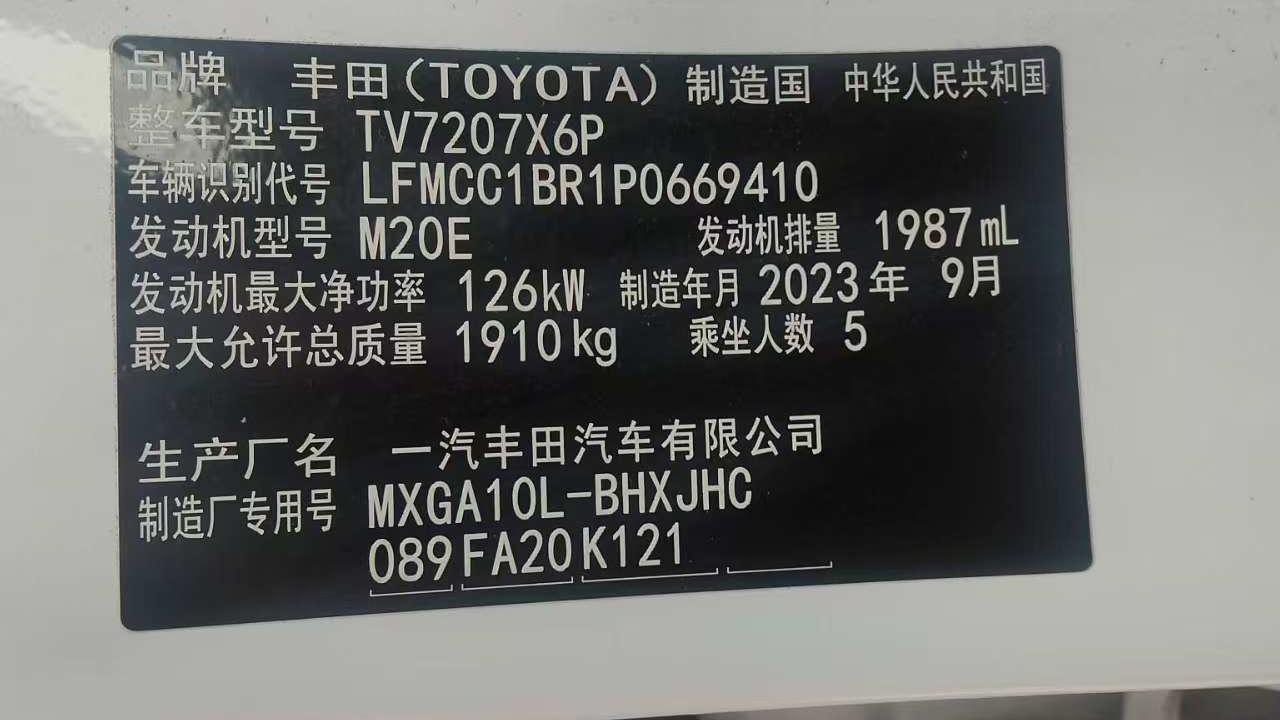 品牌 丰田(TOYOTA) 制造国 中华人民共和国
整车型号 TV7207X6P
车辆识别代号 LFMCC1BR1P0669410
发动机型号 M20E 发动机排量 1987mL
发动机最大净功率 126kW 制造年月 2023年 9月
最大允许总质量 1910kg 乘坐人数 5
生产厂名 一汽丰田汽车有限公司
制造厂专用号 MXGA10L-BHXJHC
089 FA20 K121